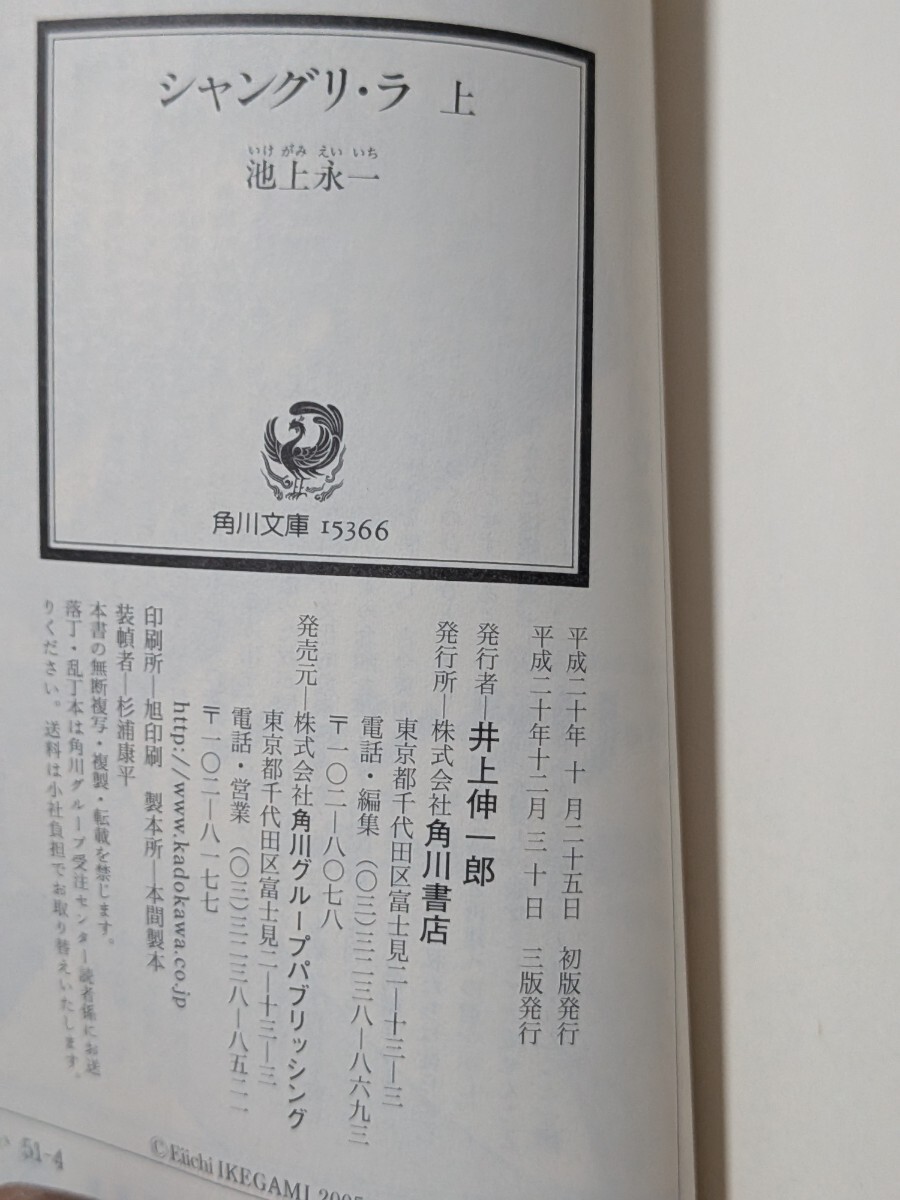 シャングリ・ラ 上
いけ がみ えい いち
池上永一
角川文庫 15366
平成二十年 十 月二十五日 初版発行
平成二十年十二月 三 十 日 三版発行
発行者―井上伸一郎
発行所―株式会社角川書店
東京都千代田区富士見二―十三―三
電話・編集 (〇三)三二三八―八六九三
〒一〇二―八〇七八
発売元―株式会社角川グループパブリッシング
東京都千代田区富士見二―十三―三
電話・営業 (〇三)三二三八―八五二一
〒一〇二―八一七七
http://www.kadokawa.co.jp
印刷所―旭印刷 製本所―本間製本
装幀者―杉浦康平
本書の無断複写・複製・転載を禁じます。
落丁・乱丁本は角川グループ受注センター読者係にお送
りください。送料は小社負担でお取り替えいたします。
51-4
©Eiichi IKEGAMI 2005